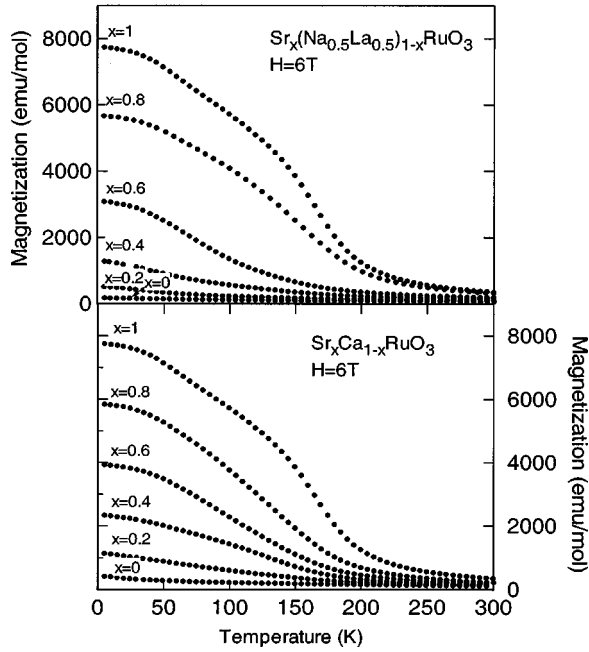 x=1
Sr_x(Na_0.5La_0.5)_1-xRuO_3
H=6T
x=0.8
x=0.6
x=0.4
x=0.2
x=0
8000
6000
4000
2000
0
Magnetization (emu/mol)
x=1
Sr_xCa_1-xRuO_3
H=6T
x=0.8
x=0.6
x=0.4
x=0.2
x=0
8000
6000
4000
2000
0
Magnetization (emu/mol)
0 50 100 150 200 250 300
Temperature (K)